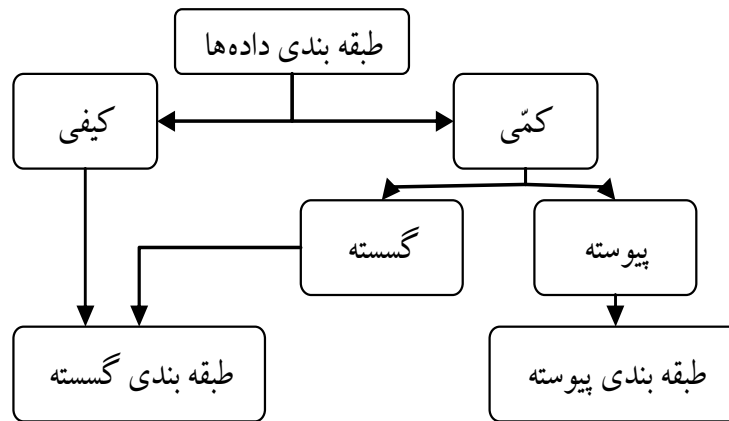 طبقه بندی داده‌ها
کمّی
کیفی
پیوسته
گسسته
طبقه بندی پیوسته
طبقه بندی گسسته